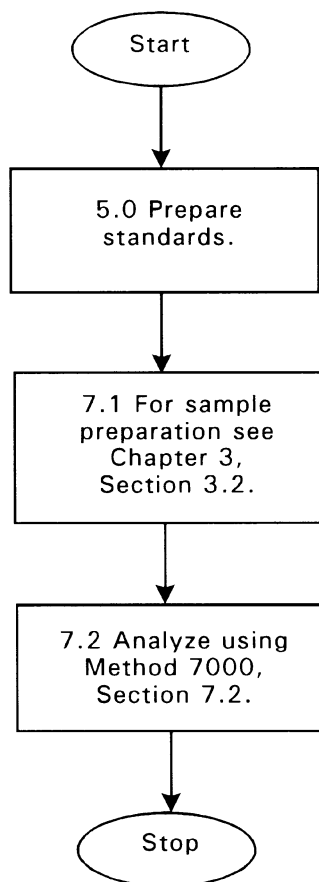 Start
5.0 Prepare
standards.
7.1 For sample
preparation see
Chapter 3,
Section 3.2.
7.2 Analyze using
Method 7000,
Section 7.2.
Stop